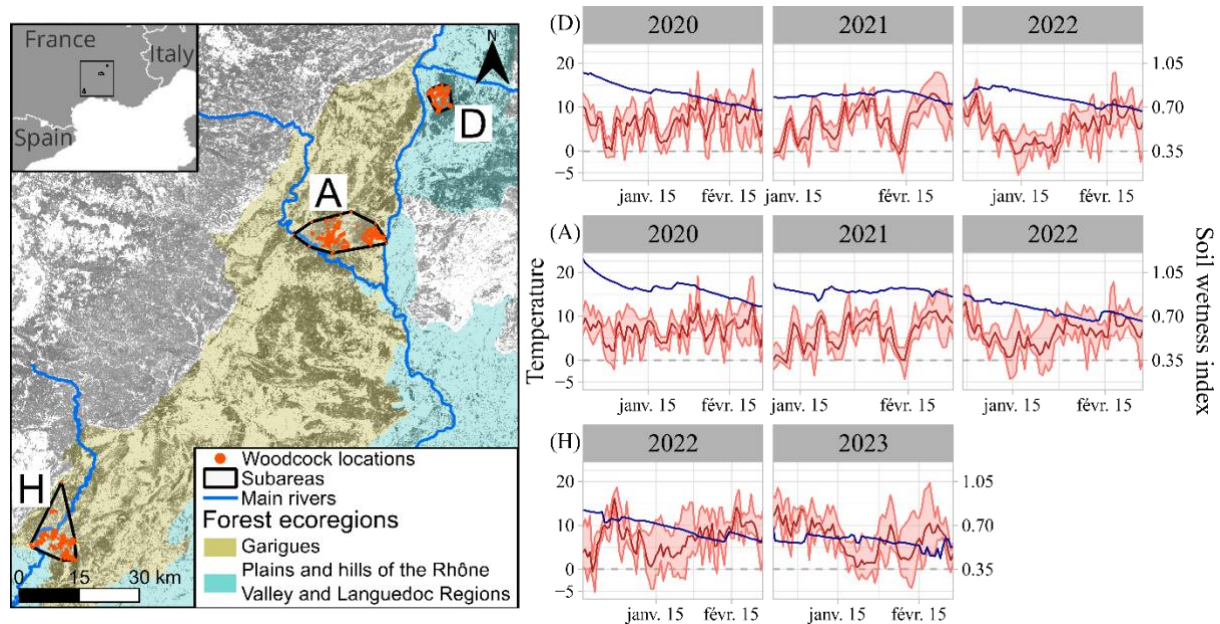 France
Italy
Spain
N
D
A
H
0 15 30 km
Woodcock locations
Subareas
Main rivers
Forest ecoregions
Garigues
Plains and hills of the Rhône
Valley and Languedoc Regions
(D)
2020 2021 2022
20
10
0
−5
1.05
0.70
0.35
janv. 15 févr. 15 janv. 15 févr. 15 janv. 15 févr. 15
(A)
2020 2021 2022
20
10
0
−5
1.05
0.70
0.35
janv. 15 févr. 15 janv. 15 févr. 15 janv. 15 févr. 15
(H)
2022 2023
20
10
0
−5
1.05
0.70
0.35
janv. 15 févr. 15 janv. 15 févr. 15
Temperature
Soil wetness index